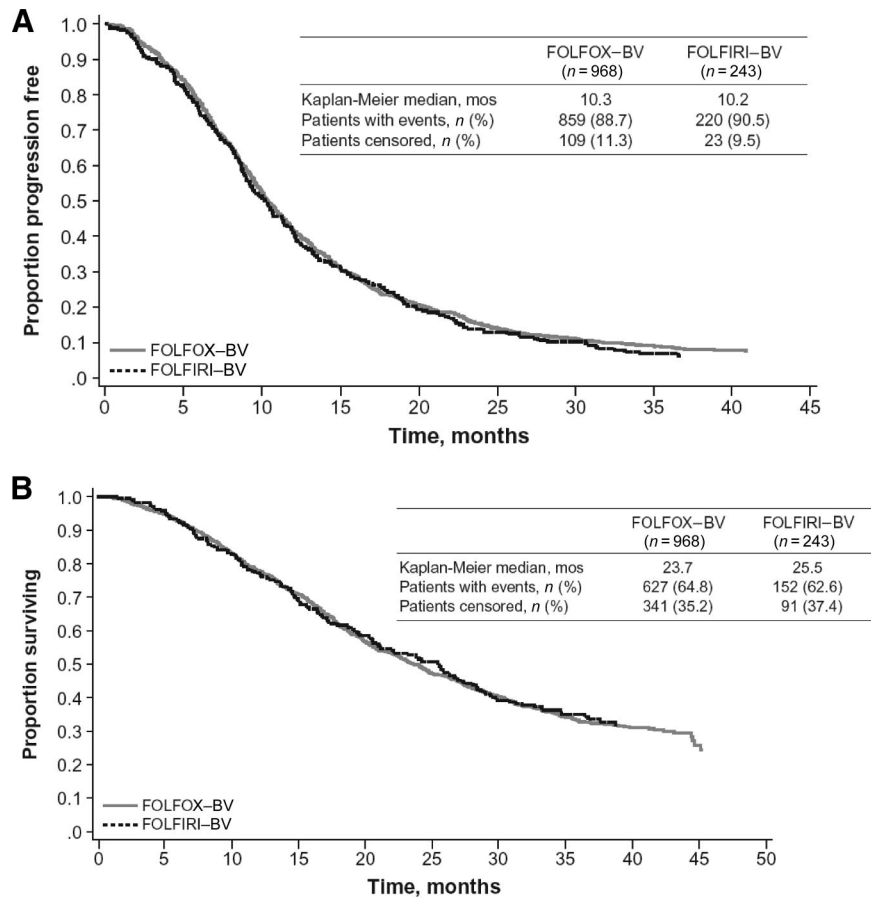 A
Proportion progression free
1.0
0.9
0.8
0.7
0.6
0.5
0.4
0.3
0.2
0.1
.0
FOLFOX–BV FOLFIRI–BV
(n = 968) (n = 243)
Kaplan-Meier median, mos 10.3 10.2
Patients with events, n (%) 859 (88.7) 220 (90.5)
Patients censored, n (%) 109 (11.3) 23 (9.5)
FOLFOX–BV
FOLFIRI–BV
0 5 10 15 20 25 30 35 40 45
Time, months
B
Proportion surviving
1.0
0.9
0.8
0.7
0.6
0.5
0.4
0.3
0.2
0.1
.0
FOLFOX–BV FOLFIRI–BV
(n = 968) (n = 243)
Kaplan-Meier median, mos 23.7 25.5
Patients with events, n (%) 627 (64.8) 152 (62.6)
Patients censored, n (%) 341 (35.2) 91 (37.4)
FOLFOX–BV
FOLFIRI–BV
0 5 10 15 20 25 30 35 40 45 50
Time, months